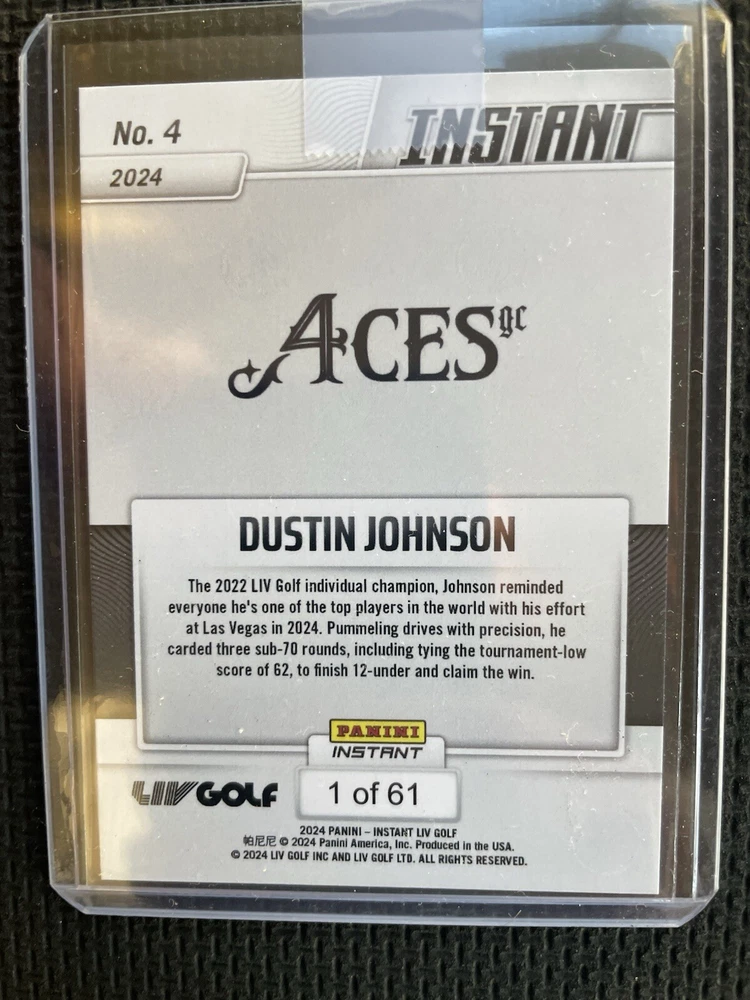 No. 4
INSTANT
2024
4CESgc
DUSTIN JOHNSON
The 2022 LIV Golf individual champion, Johnson reminded
everyone he's one of the top players in the world with his effort
at Las Vegas in 2024. Pummeling drives with precision, he
carded three sub-70 rounds, including tying the tournament-low
score of 62, to finish 12-under and claim the win.
PANINI
INSTANT
LIV GOLF
1 of 61
2024 PANINI – INSTANT LIV GOLF
帕尼尼 © 2024 Panini America, Inc. Produced in the USA.
© 2024 LIV GOLF INC AND LIV GOLF LTD. ALL RIGHTS RESERVED.